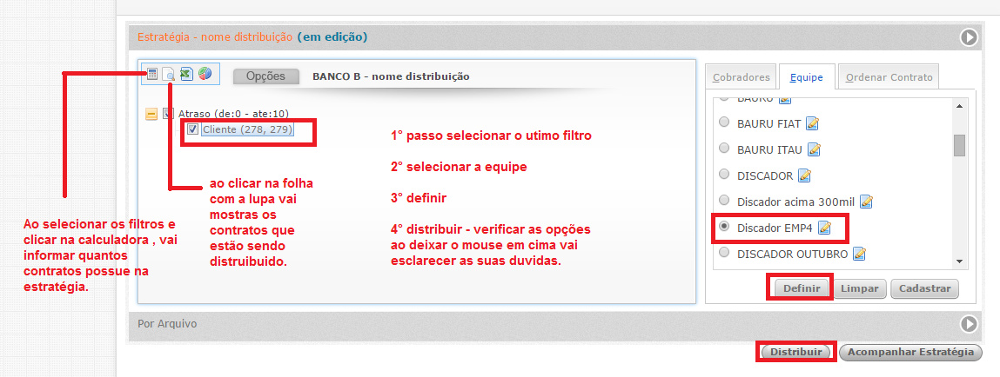 Estratégia - nome distribuição (em edição)
Opções
BANCO B - nome distribuição
Atraso (de:0 - ate:10)
Cliente (278, 279)
1° passo selecionar o utimo filtro
2° selecionar a equipe
3° definir
4° distribuir - verificar as opções
ao deixar o mouse em cima vai
esclarecer as suas duvidas.
ao clicar na folha
com a lupa vai
mostras os
contratos que
estão sendo
distruibuido.
Ao selecionar os filtros e
clicar na calculadora , vai
informar quantos
contratos possue na
estratégia.
Cobradores
Equipe
Ordenar Contrato
BAURU
BAURU FIAT
BAURU ITAU
DISCADOR
Discador acima 300mil
Discador EMP4
DISCADOR OUTUBRO
Definir
Limpar
Cadastrar
Por Arquivo
Distribuir
Acompanhar Estratégia